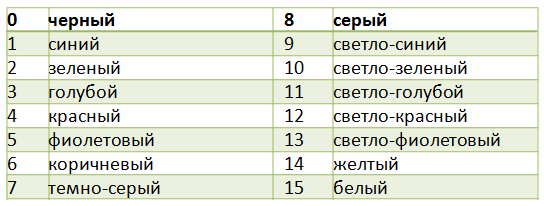 0 черный 8 серый
1 синий 9 светло-синий
2 зеленый 10 светло-зеленый
3 голубой 11 светло-голубой
4 красный 12 светло-красный
5 фиолетовый 13 светло-фиолетовый
6 коричневый 14 желтый
7 темно-серый 15 белый